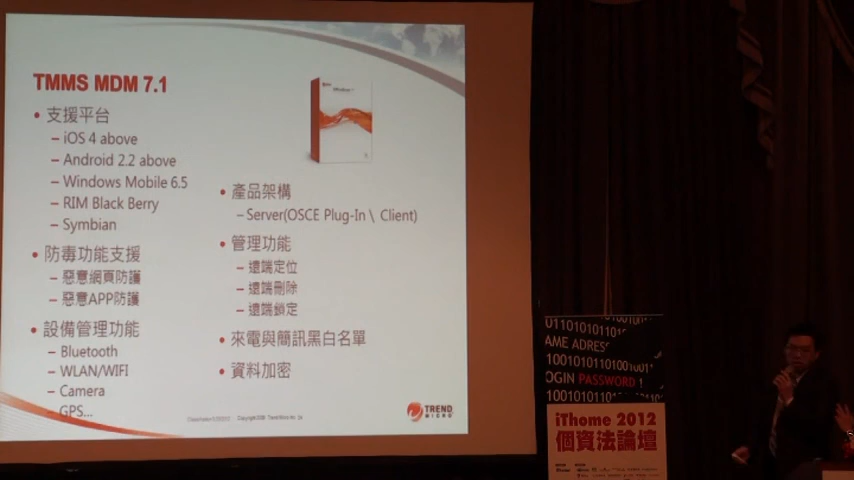 TMMS MDM 7.1
• 支援平台
– iOS 4 above
– Android 2.2 above
– Windows Mobile 6.5
– RIM Black Berry
– Symbian
• 防毒功能支援
– 惡意網頁防護
– 惡意APP防護
• 設備管理功能
– Bluetooth
– WLAN/WIFI
– Camera
– GPS...
• 產品架構
– Server(OSCE Plug-In \ Client)
• 管理功能
– 遠端定位
– 遠端刪除
– 遠端鎖定
• 來電與簡訊黑白名單
• 資料加密
TREND
MICRO
AME ADRES
OGIN PASSWORD !
iThome 2012
個資法論壇